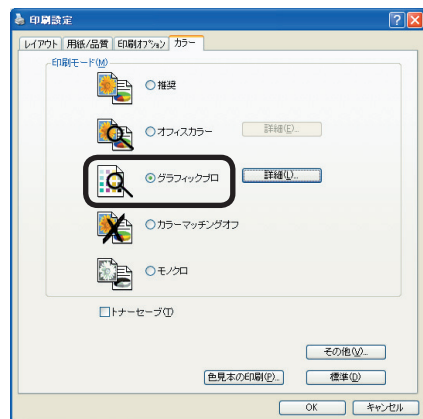 印刷設定
レイアウト 用紙/品質 印刷オプション カラー
印刷モード(M)
推奨
オフィスカラー 詳細(E)...
グラフィックプロ 詳細(L)...
カラーマッチングオフ
モノクロ
トナーセーブ(T)
その他(V)...
色見本の印刷(P)... 標準(D)
OK キャンセル